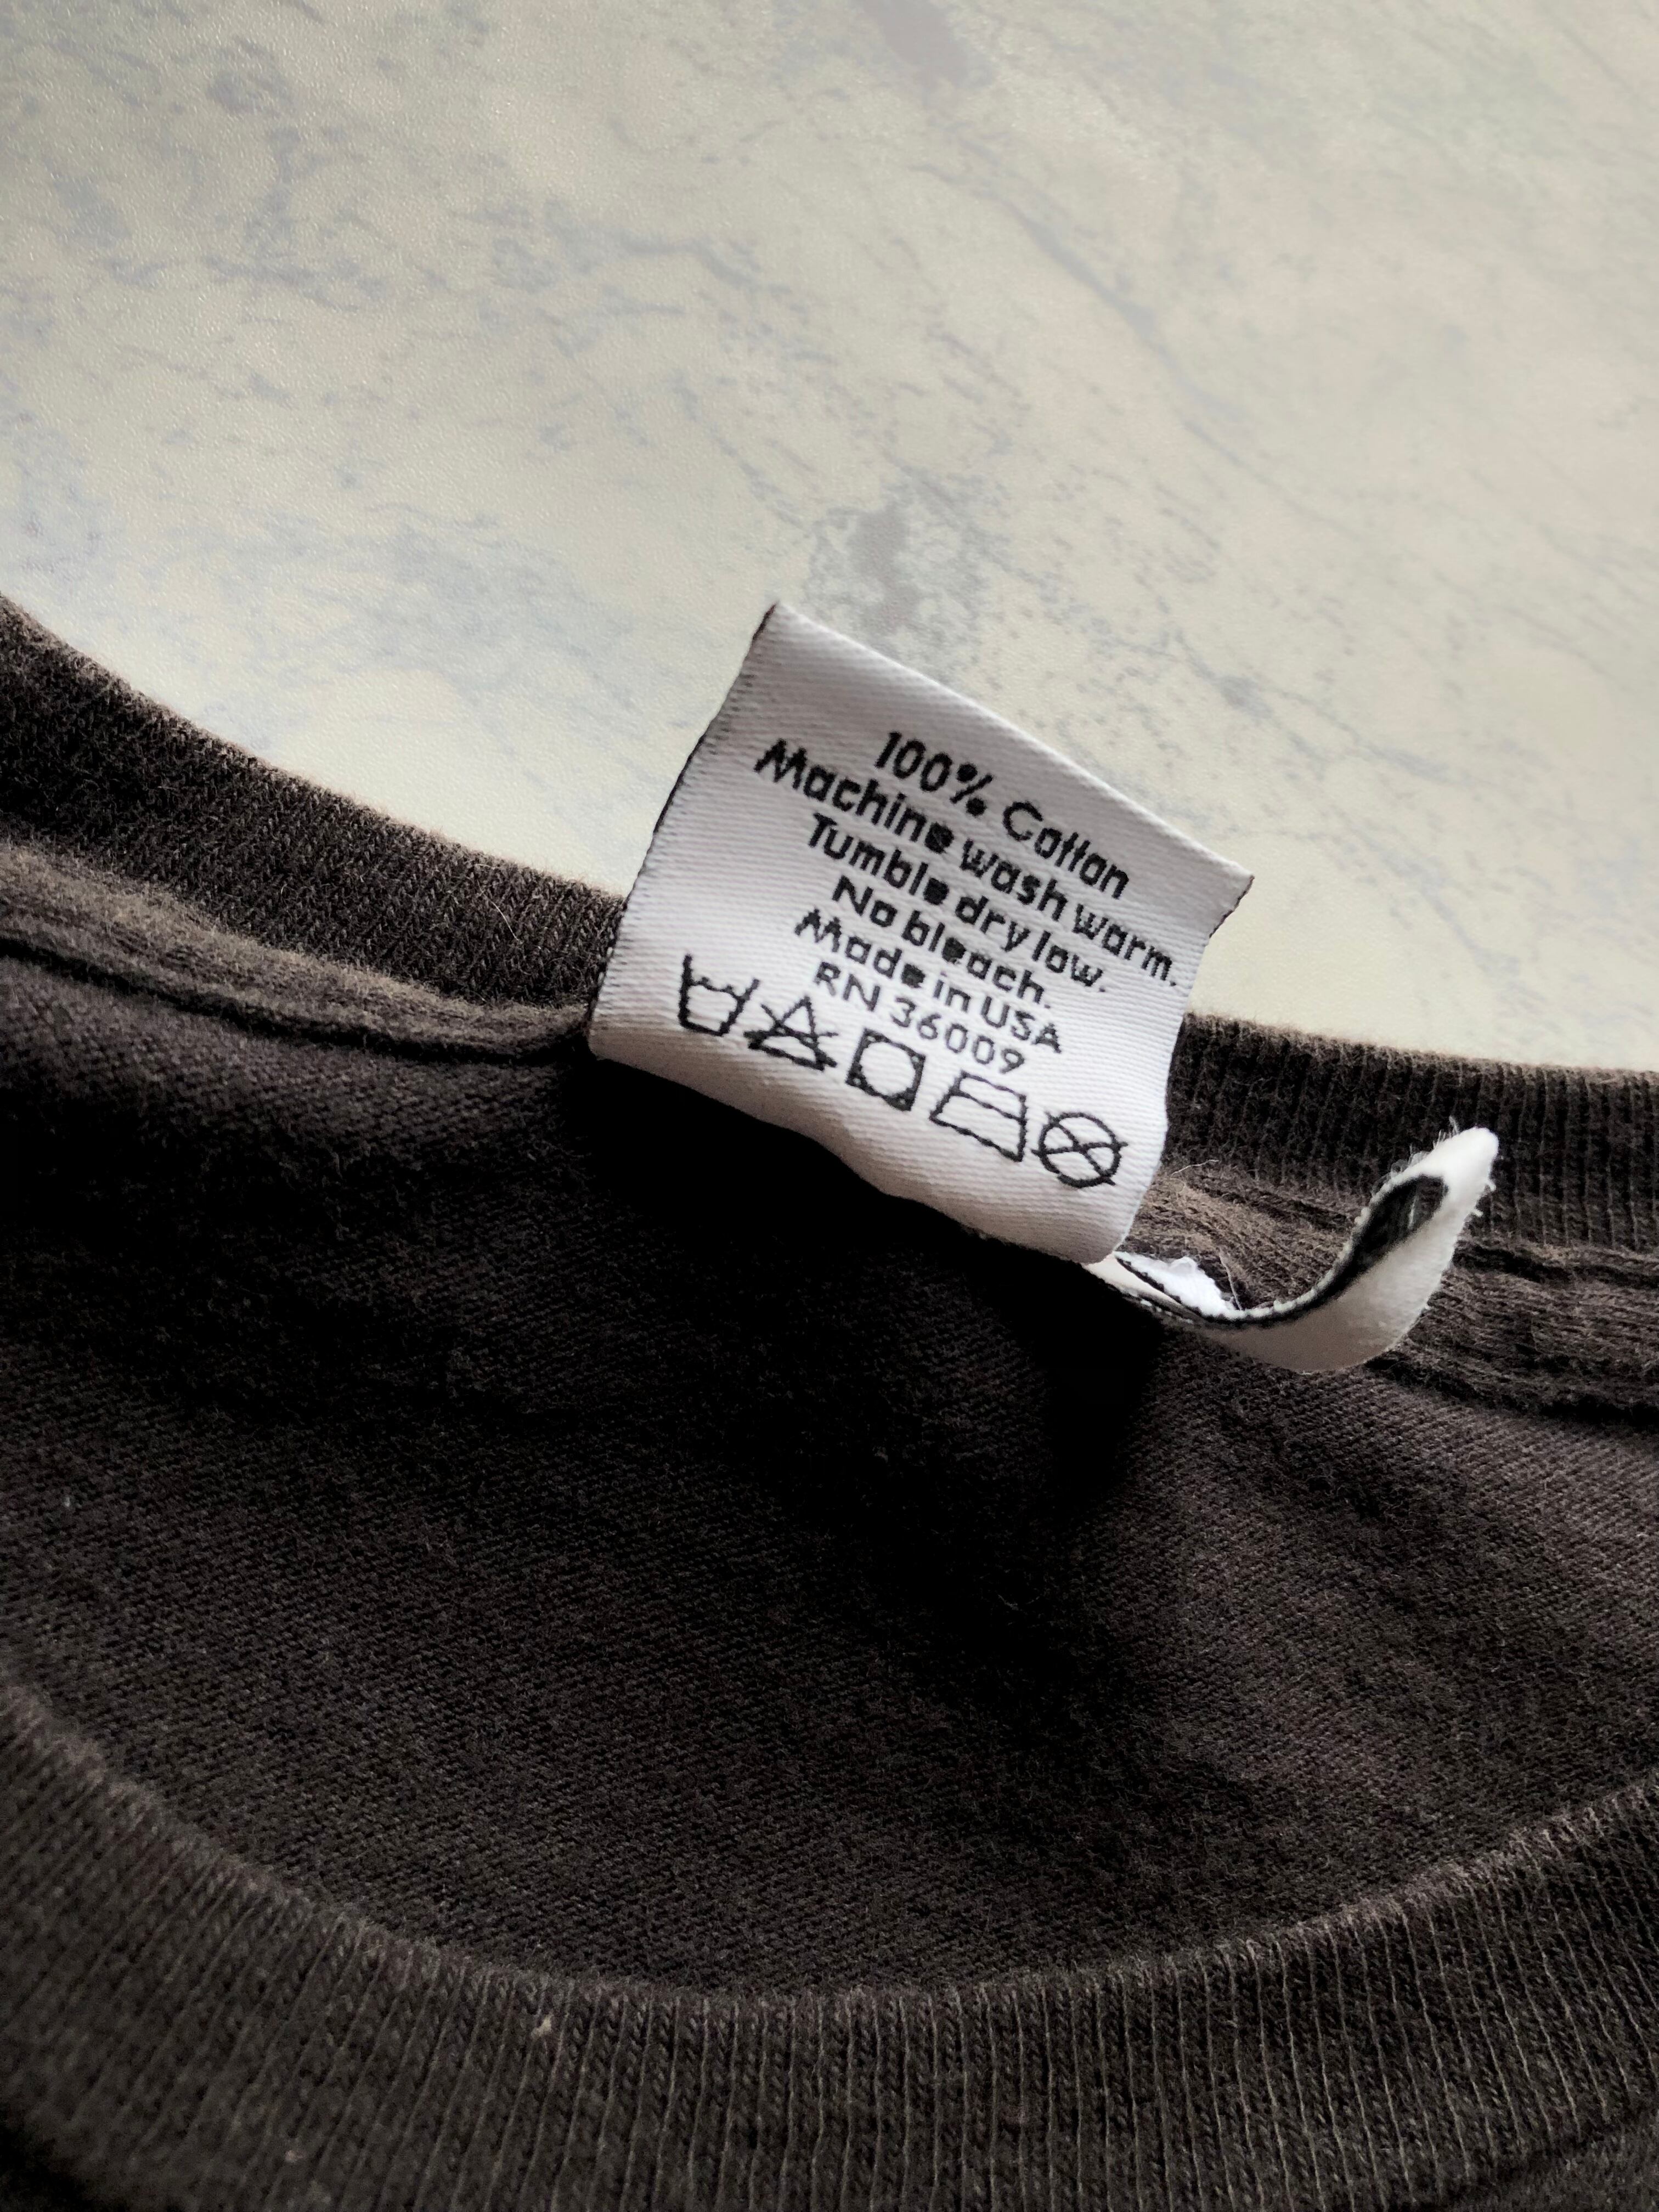 100% Cotton
Machine wash warm.
Tumble dry low.
No bleach.
Made in USA
RN 36009